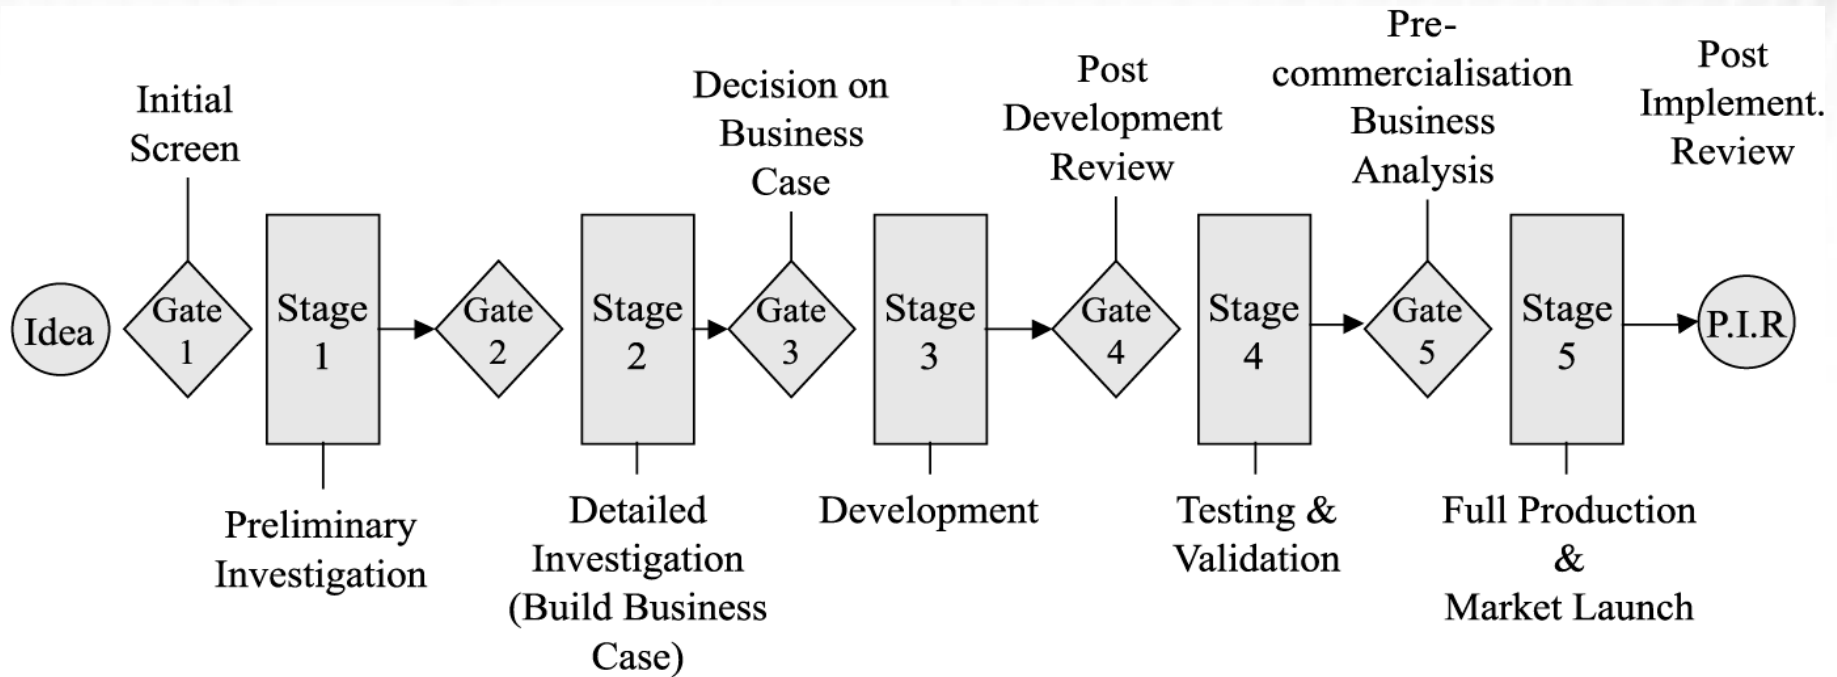 Initial
Screen
Decision on
Business
Case
Post
Development
Review
Pre-
commercialisation
Business
Analysis
Post
Implement.
Review
Idea
Gate
1
Stage
1
Gate
2
Stage
2
Gate
3
Stage
3
Gate
4
Stage
4
Gate
5
Stage
5
P.I.R
Preliminary
Investigation
Detailed
Investigation
(Build Business
Case)
Development
Testing &
Validation
Full Production
&
Market Launch